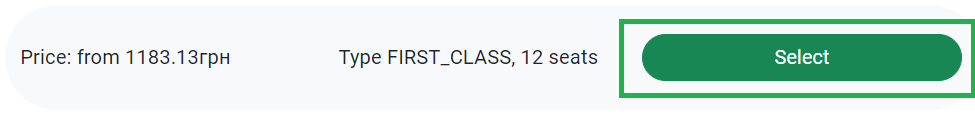 Price: from 1183.13грн Type FIRST_CLASS, 12 seats Select